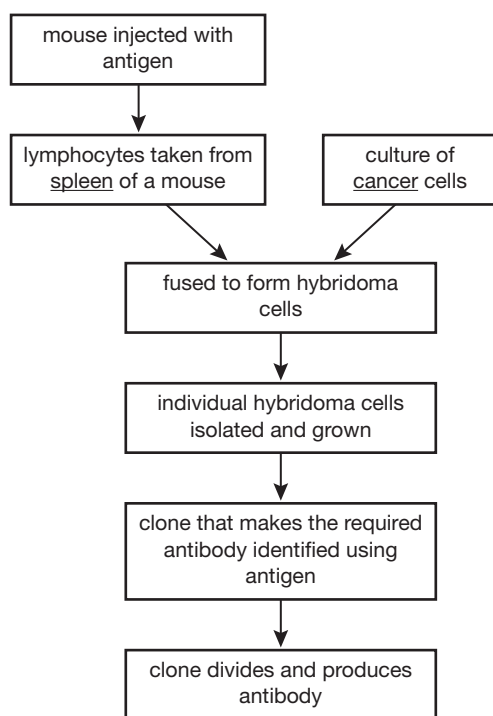 mouse injected with
antigen
lymphocytes taken from
spleen of a mouse
culture of
cancer cells
fused to form hybridoma
cells
individual hybridoma cells
isolated and grown
clone that makes the required
antibody identified using
antigen
clone divides and produces
antibody